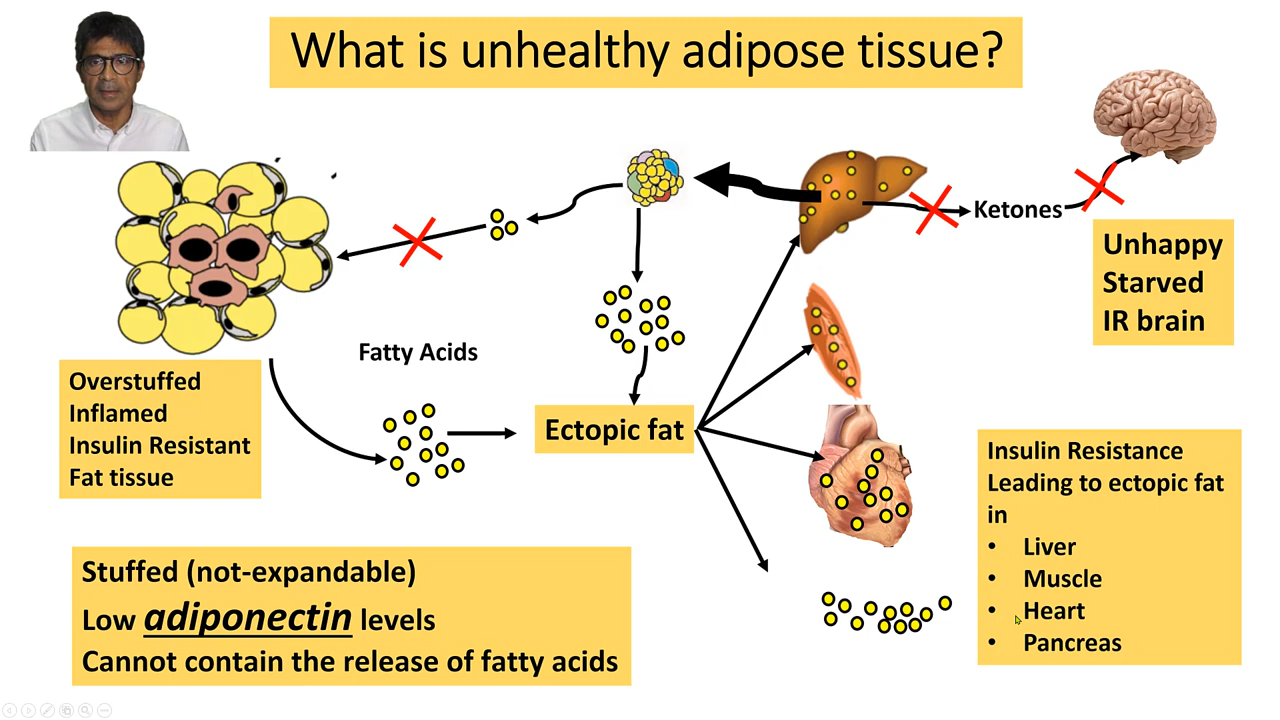 What is unhealthy adipose tissue?
Ketones
Unhappy
Starved
IR brain
Fatty Acids
Overstuffed
Inflamed
Insulin Resistant
Fat tissue
Ectopic fat
Insulin Resistance
Leading to ectopic fat
in
• Liver
• Muscle
• Heart
• Pancreas
Stuffed (not-expandable)
Low adiponectin levels
Cannot contain the release of fatty acids